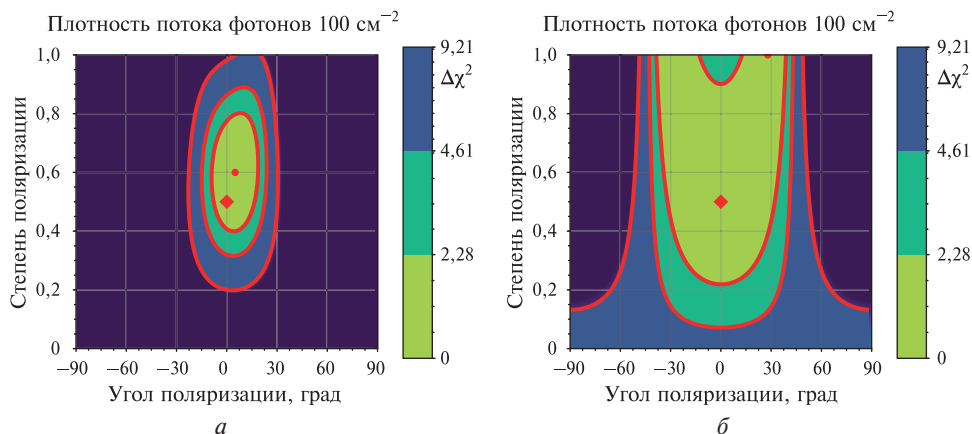 Плотность потока фотонов 100 см−2
Степень поляризации
1,0
0,8
0,6
0,4
0,2
0
−90 −60 −30 0 30 60 90
Угол поляризации, град
9,21
Δχ2
4,61
2,28
0
а
Плотность потока фотонов 100 см−2
Степень поляризации
1,0
0,8
0,6
0,4
0,2
0
−90 −60 −30 0 30 60 90
Угол поляризации, град
9,21
Δχ2
4,61
2,28
0
б